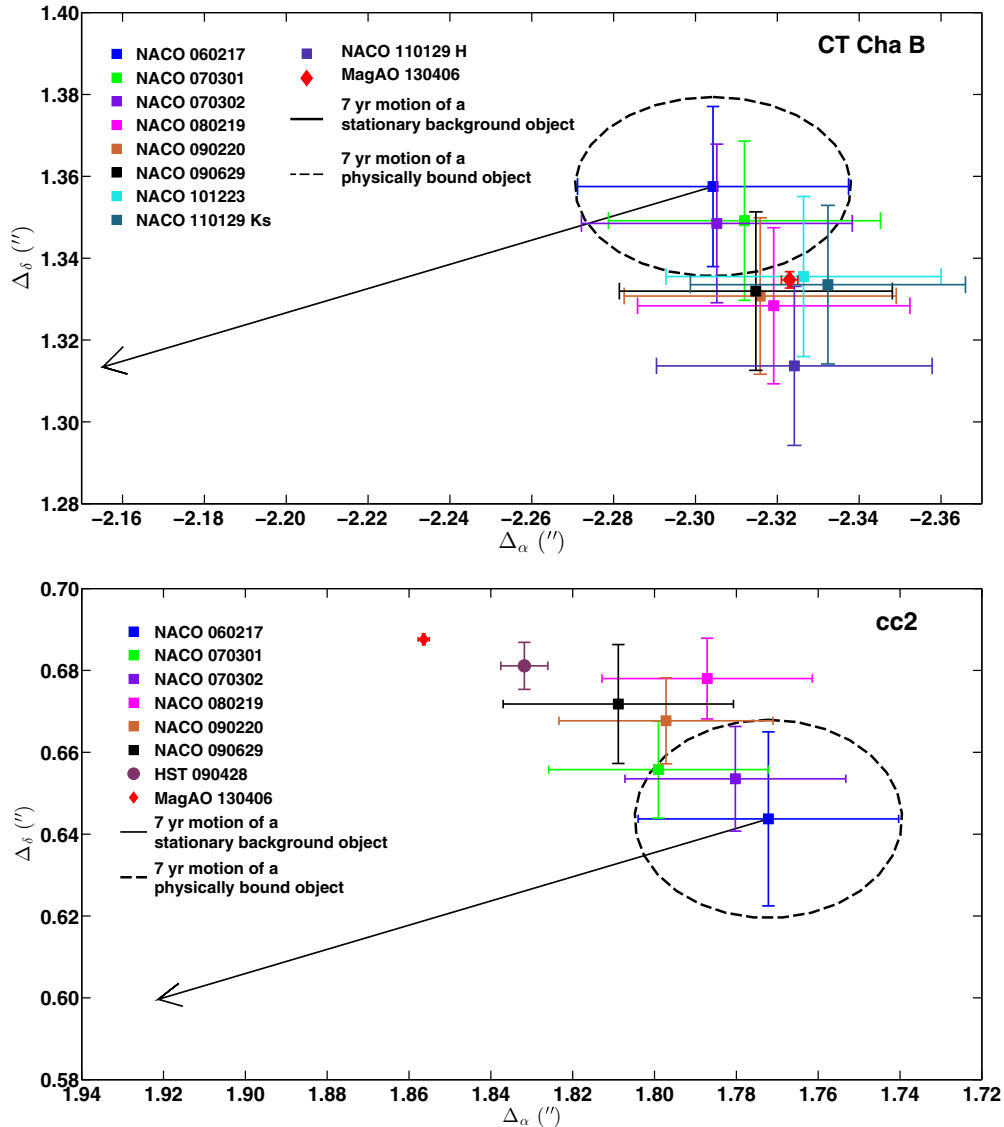 CT Cha B
NACO 060217
NACO 070301
NACO 070302
NACO 080219
NACO 090220
NACO 090629
NACO 101223
NACO 110129 Ks
NACO 110129 H
MagAO 130406
7 yr motion of a
stationary background object
7 yr motion of a
physically bound object
1.40
1.38
1.36
1.34
1.32
1.30
1.28
Δδ (″)
−2.16 −2.18 −2.20 −2.22 −2.24 −2.26 −2.28 −2.30 −2.32 −2.34 −2.36
Δα (″)
cc2
NACO 060217
NACO 070301
NACO 070302
NACO 080219
NACO 090220
NACO 090629
HST 090428
MagAO 130406
7 yr motion of a
stationary background object
7 yr motion of a
physically bound object
0.70
0.68
0.66
0.64
0.62
0.60
0.58
Δδ (″)
1.94 1.92 1.90 1.88 1.86 1.84 1.82 1.80 1.78 1.76 1.74 1.72
Δα (″)